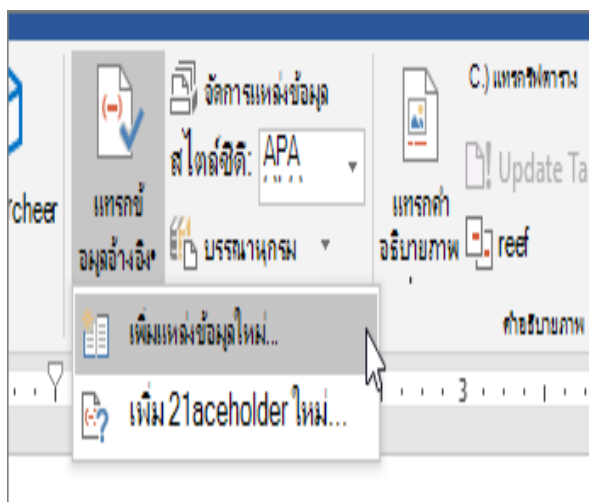 จัดการแหล่งข้อมูล
สไตล์ซิติ: APA
บรรณานุกรม
cheer
แทรกข้
อมูลอ้างอิง
C.) แทรกรีฟตาราง
Update Ta
แทรกคำ
อธิบายภาพ
reef
คำอธิบายภาพ
เพิ่มแหล่งข้อมูลใหม่...
เพิ่ม 21aceholder ใหม่...
3